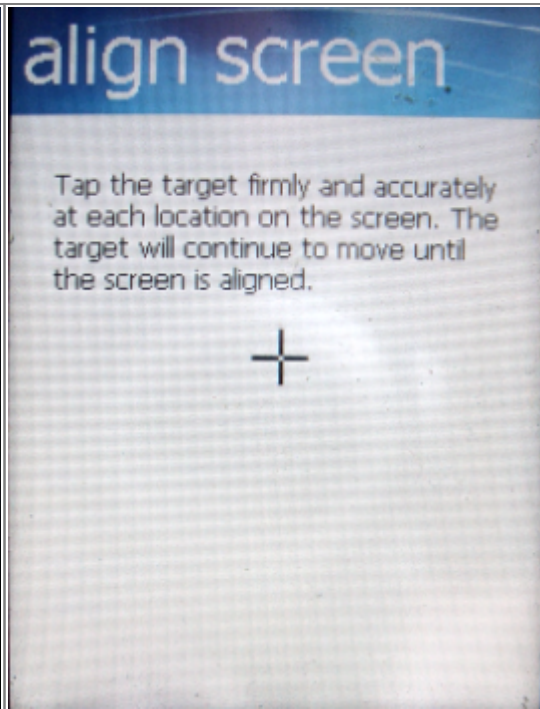 align screen
Tap the target firmly and accurately
at each location on the screen. The
target will continue to move until
the screen is aligned.